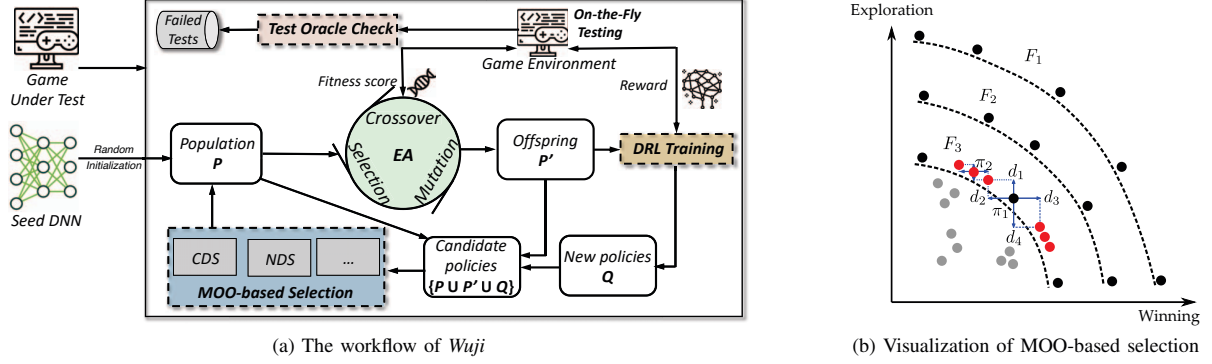 Failed
Tests
Test Oracle Check
On-the-Fly
Testing
Game Environment
Game
Under Test
Fitness score
Reward
Crossover
Selection
EA
Mutation
Population
P
Offspring
P'
DRL Training
Random
Initialization
Seed DNN
CDS
NDS
...
MOO-based Selection
Candidate
policies
{P U P' U Q}
New policies
Q
(a) The workflow of Wuji
Exploration
F₁
F₂
F₃
π₂
d₁
d₂
d₃
π₁
d₄
Winning
(b) Visualization of MOO-based selection